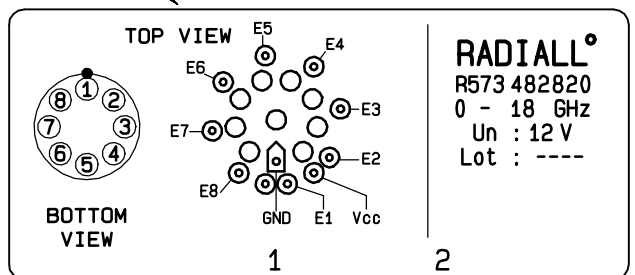 TOP VIEW
E5
E4
E6
E3
E7
E2
E8
GND
E1
Vcc
1
2
3
4
5
6
7
8
BOTTOM
VIEW
RADIALL°
R573 482820
0 - 18 GHz
Un : 12 V
Lot : ----
1
2